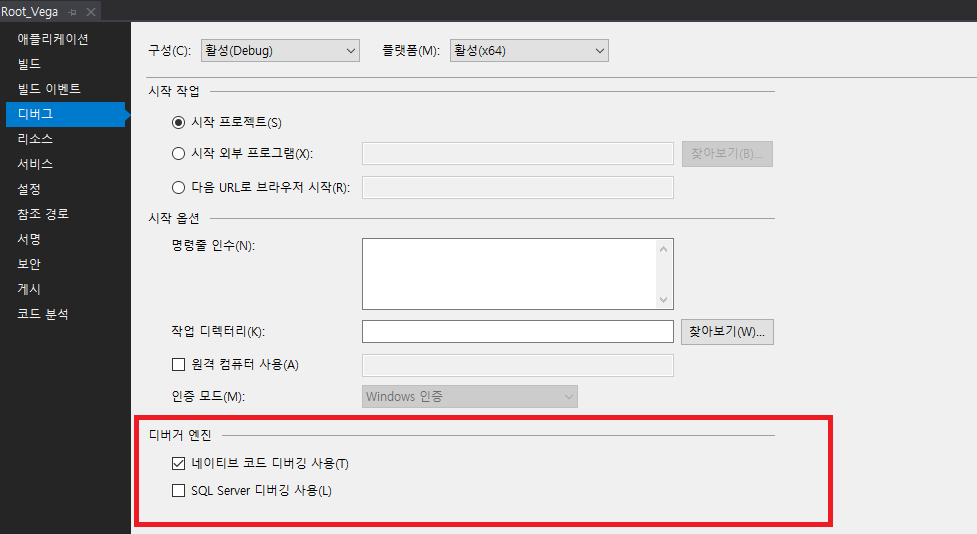 Root_Vega
애플리케이션
빌드
빌드 이벤트
디버그
리소스
서비스
설정
참조 경로
서명
보안
게시
코드 분석
구성(C): 활성(Debug) 플랫폼(M): 활성(x64)
시작 작업
시작 프로젝트(S)
시작 외부 프로그램(X): 찾아보기(B)...
다음 URL로 브라우저 시작(R):
시작 옵션
명령줄 인수(N):
작업 디렉터리(K): 찾아보기(W)...
원격 컴퓨터 사용(A)
인증 모드(M): Windows 인증
디버거 엔진
네이티브 코드 디버깅 사용(T)
SQL Server 디버깅 사용(L)